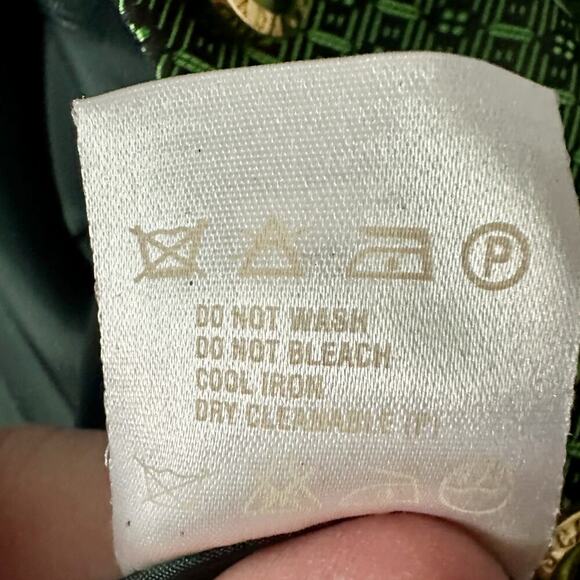 P
DO NOT WASH
DO NOT BLEACH
COOL IRON
DRY CLEANABLE (P)